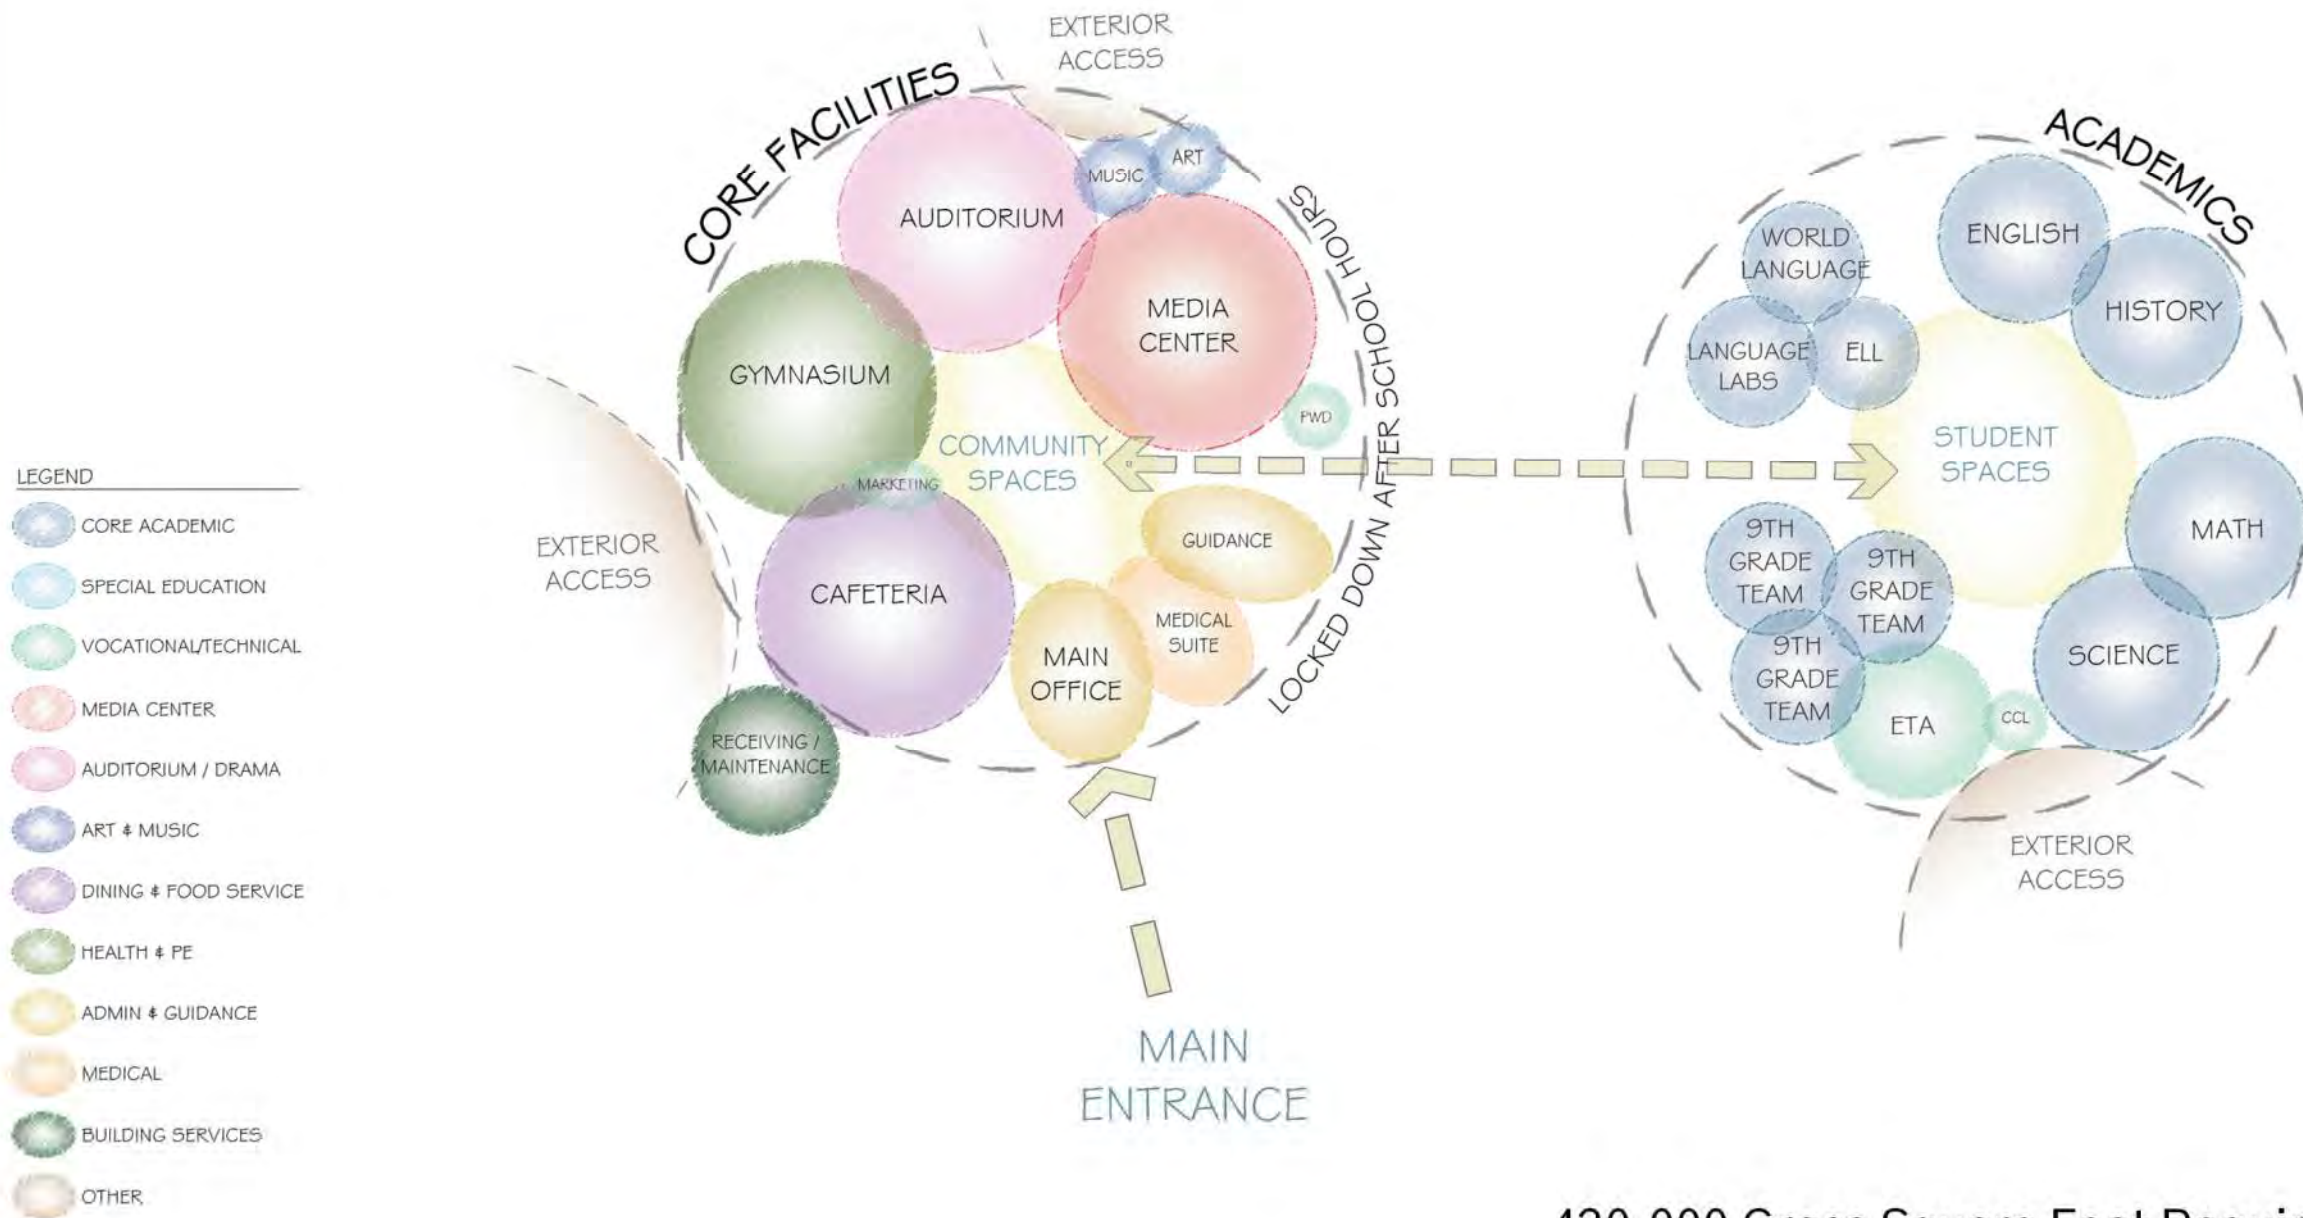 EXTERIOR
ACCESS
CORE FACILITIES
AUDITORIUM
MUSIC
ART
MEDIA
CENTER
GYMNASIUM
PWD
COMMUNITY
SPACES
MARKETING
GUIDANCE
CAFETERIA
MEDICAL
SUITE
MAIN
OFFICE
RECEIVING /
MAINTENANCE
LOCKED DOWN AFTER SCHOOL HOURS
EXTERIOR
ACCESS
MAIN
ENTRANCE
ACADEMICS
WORLD
LANGUAGE
LANGUAGE
LABS
ELL
ENGLISH
HISTORY
STUDENT
SPACES
MATH
SCIENCE
9TH
GRADE
TEAM
9TH
GRADE
TEAM
9TH
GRADE
TEAM
ETA
CCL
EXTERIOR
ACCESS
LEGEND
CORE ACADEMIC
SPECIAL EDUCATION
VOCATIONAL/TECHNICAL
MEDIA CENTER
AUDITORIUM / DRAMA
ART & MUSIC
DINING & FOOD SERVICE
HEALTH & PE
ADMIN & GUIDANCE
MEDICAL
BUILDING SERVICES
OTHER